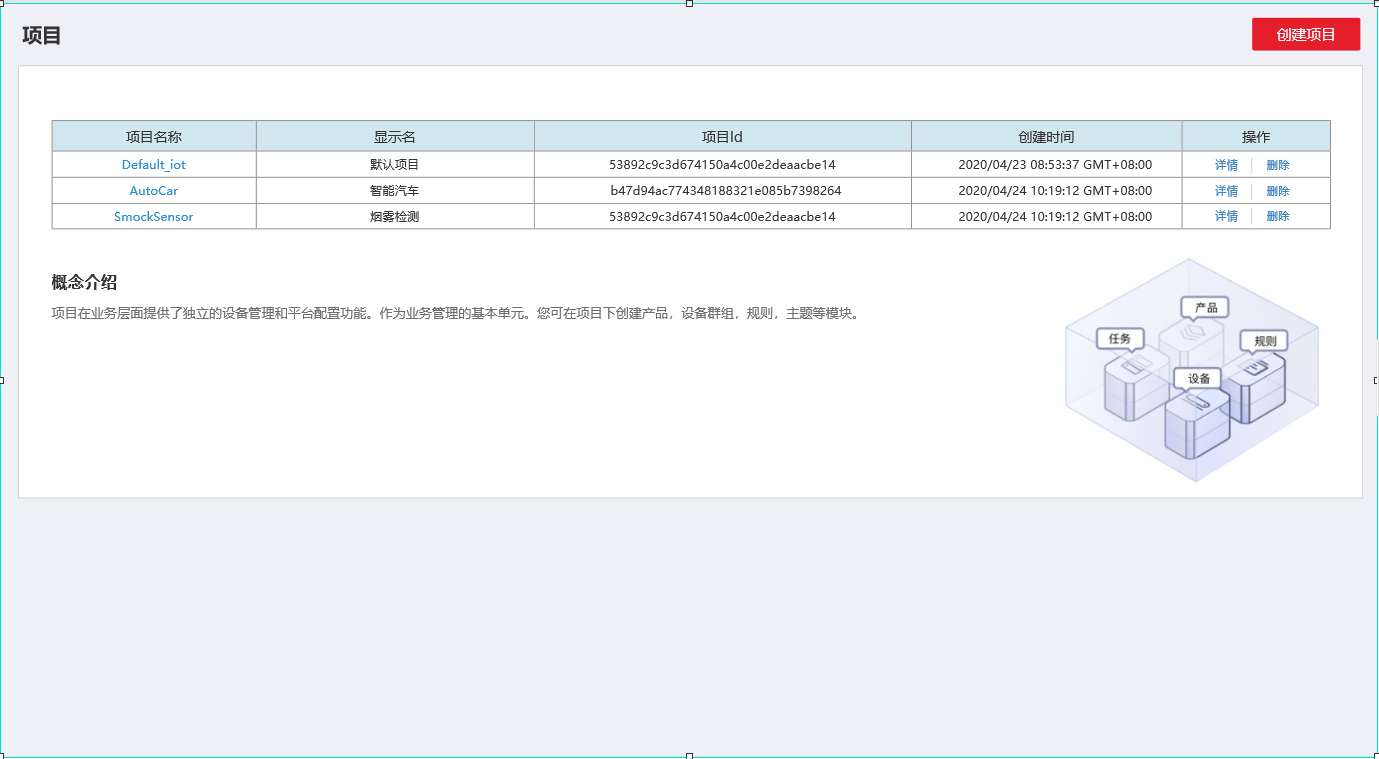 项目
创建项目
项目名称 显示名 项目Id 创建时间 操作
Default_iot 默认项目 53892c9c3d674150a4c00e2deaacbe14 2020/04/23 08:53:37 GMT+08:00 详情 删除
AutoCar 智能汽车 b47d94ac774348188321e085b7398264 2020/04/24 10:19:12 GMT+08:00 详情 删除
SmockSensor 烟雾检测 53892c9c3d674150a4c00e2deaacbe14 2020/04/24 10:19:12 GMT+08:00 详情 删除
概念介绍
项目在业务层面提供了独立的设备管理和平台配置功能。作为业务管理的基本单元。您可在项目下创建产品，设备群组，规则，主题等模块。
产品
任务
规则
设备